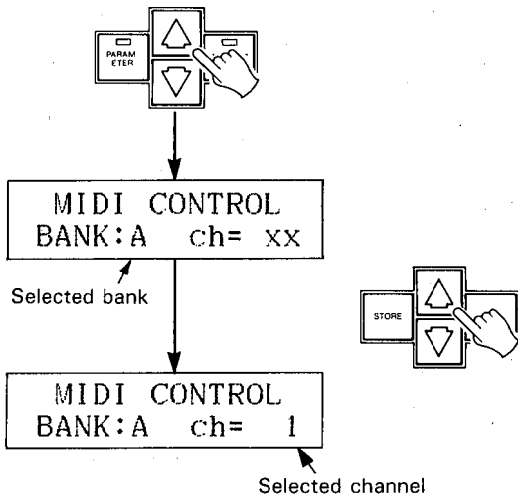 PARAM
ETER
MIDI CONTROL
BANK:A ch= xx
Selected bank
STORE
MIDI CONTROL
BANK:A ch= 1
Selected channel